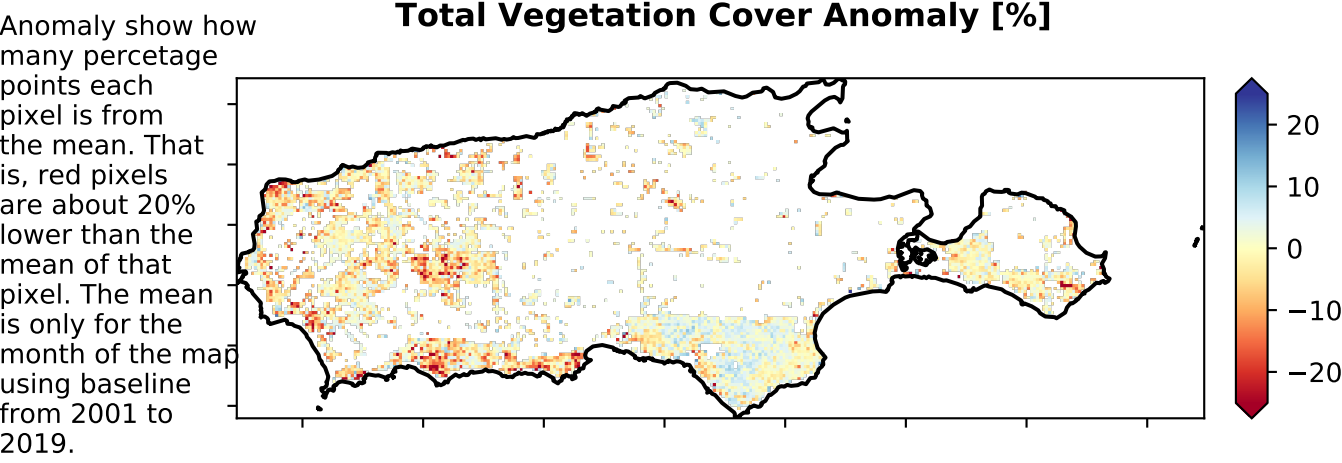 Total Vegetation Cover Anomaly [%]
Anomaly show how
many percetage
points each
pixel is from
the mean. That
is, red pixels
are about 20%
lower than the
mean of that
pixel. The mean
is only for the
month of the map
using baseline
from 2001 to
2019.
20
10
0
−10
−20